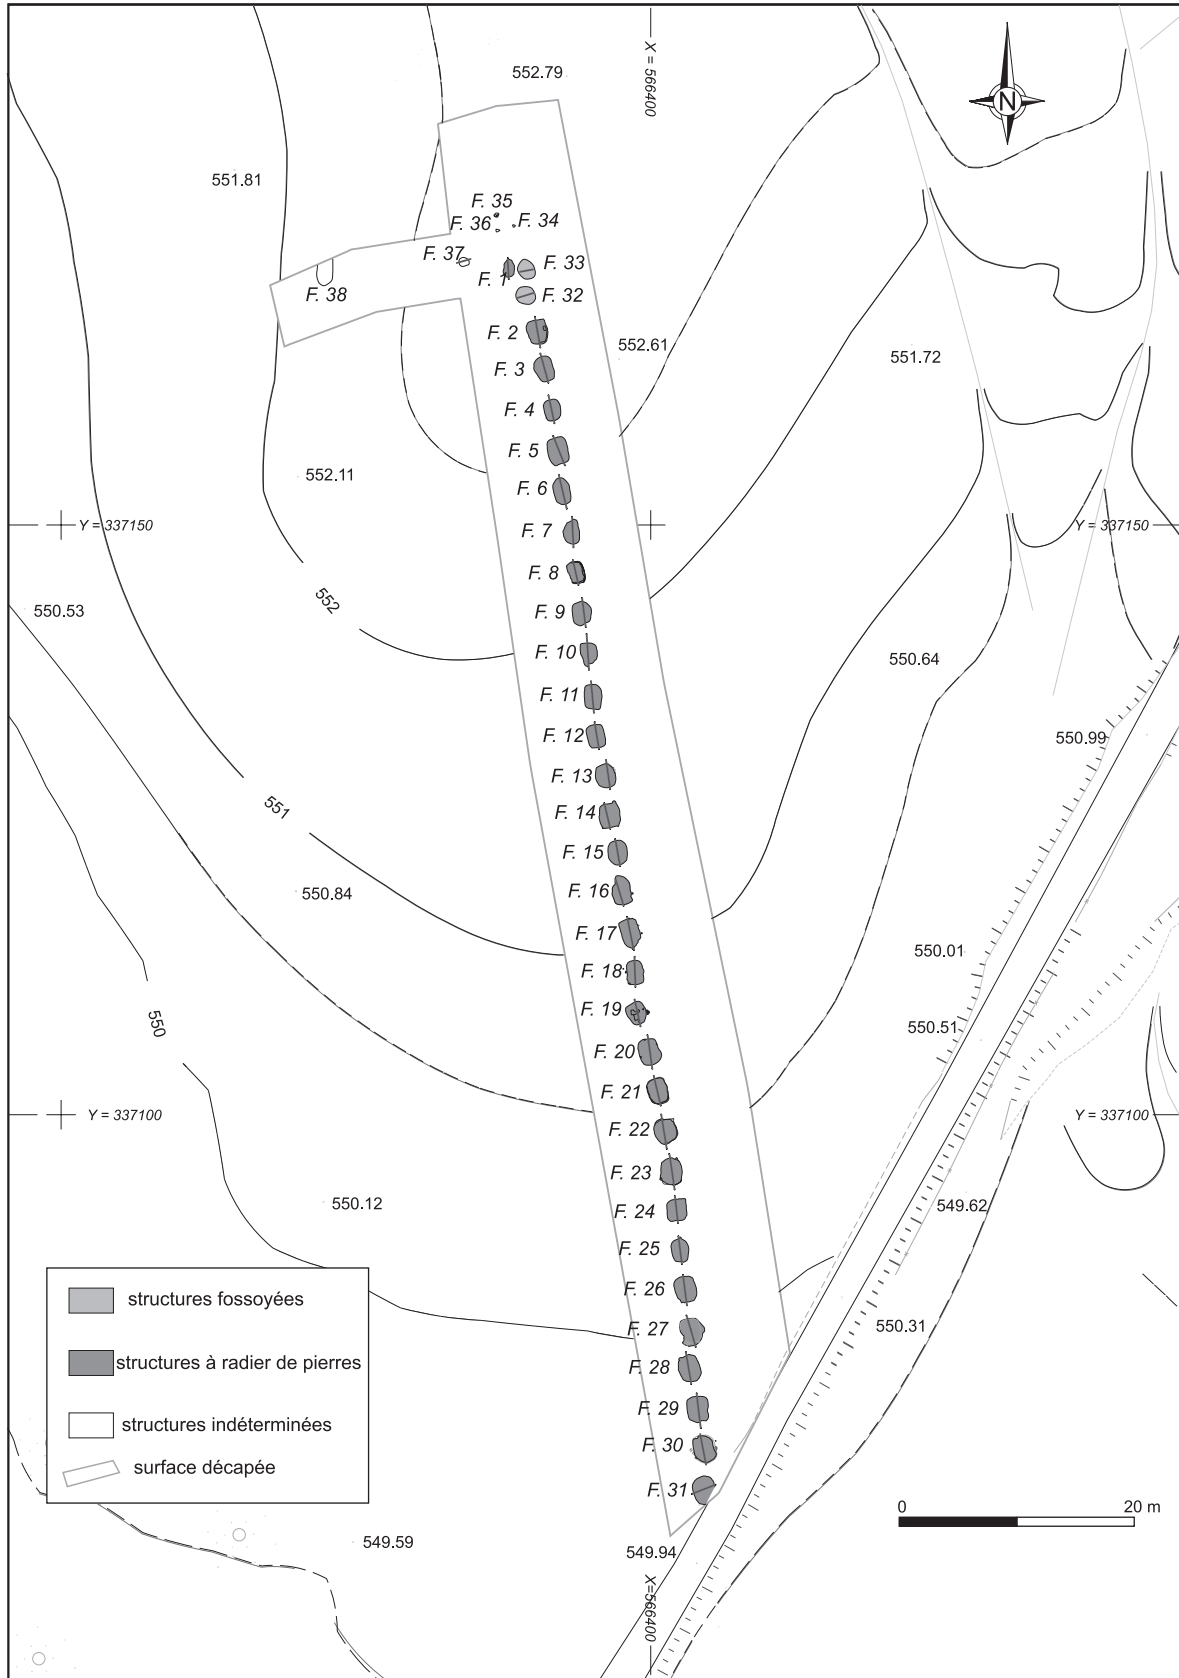 X = 566400
552.79
N
551.81
F. 35
F. 36
F. 34
F. 37
F. 33
F. 1
F. 38
F. 32
F. 2
552.61
551.72
F. 3
F. 4
F. 5
552.11
F. 6
Y = 337150
F. 7
Y = 337150
F. 8
552
550.53
F. 9
F. 10
550.64
F. 11
F. 12
550.99
F. 13
551
F. 14
F. 15
550.84
F. 16
F. 17
550.01
F. 18
550
F. 19
550.51
F. 20
F. 21
Y = 337100
Y = 337100
F. 22
F. 23
550.12
549.62
F. 24
F. 25
F. 26
structures fossoyées
F. 27
550.31
structures à radier de pierres
F. 28
F. 29
structures indéterminées
F. 30
surface décapée
F. 31
0
20 m
549.59
549.94
X=566400